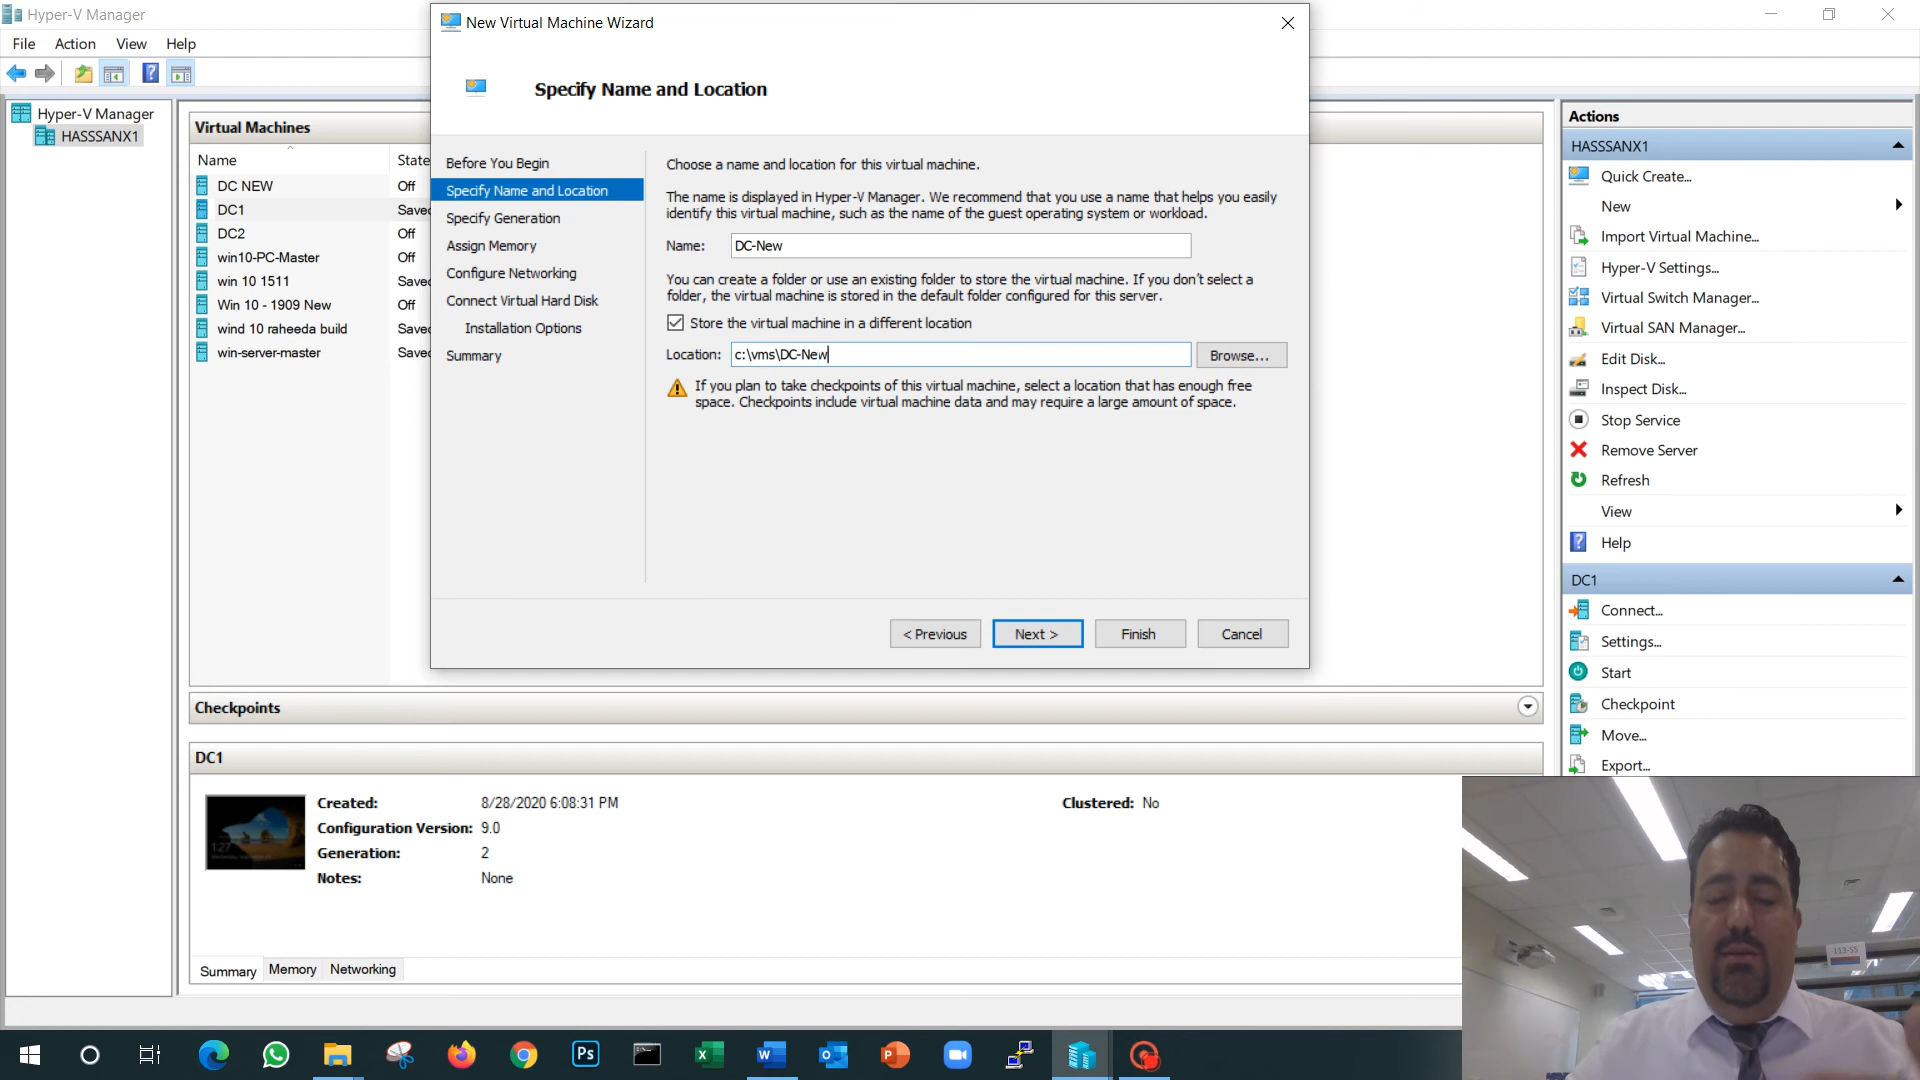 Hyper-V Manager
File Action View Help
Hyper-V Manager
HASSSANX1
Virtual Machines
Name State
DC NEW Off
DC1 Save
DC2 Off
win10-PC-Master Off
win 10 1511 Save
Win 10 - 1909 New Off
wind 10 raheeda build Save
win-server-master Save
New Virtual Machine Wizard
Specify Name and Location
Before You Begin
Specify Name and Location
Specify Generation
Assign Memory
Configure Networking
Connect Virtual Hard Disk
Installation Options
Summary
Choose a name and location for this virtual machine.
The name is displayed in Hyper-V Manager. We recommend that you use a name that helps you easily
identify this virtual machine, such as the name of the guest operating system or workload.
Name: DC-New
You can create a folder or use an existing folder to store the virtual machine. If you don't select a
folder, the virtual machine is stored in the default folder configured for this server.
Store the virtual machine in a different location
Location: c:\vms\DC-New Browse...
If you plan to take checkpoints of this virtual machine, select a location that has enough free
space. Checkpoints include virtual machine data and may require a large amount of space.
< Previous Next > Finish Cancel
Actions
HASSSANX1
Quick Create...
New
Import Virtual Machine...
Hyper-V Settings...
Virtual Switch Manager...
Virtual SAN Manager...
Edit Disk...
Inspect Disk...
Stop Service
Remove Server
Refresh
View
Help
DC1
Connect...
Settings...
Start
Checkpoint
Move...
Export...
Checkpoints
DC1
1:27
Created: 8/28/2020 6:08:31 PM
Clustered: No
Configuration Version: 9.0
Generation: 2
Notes: None
Summary Memory Networking
113-55
Ps